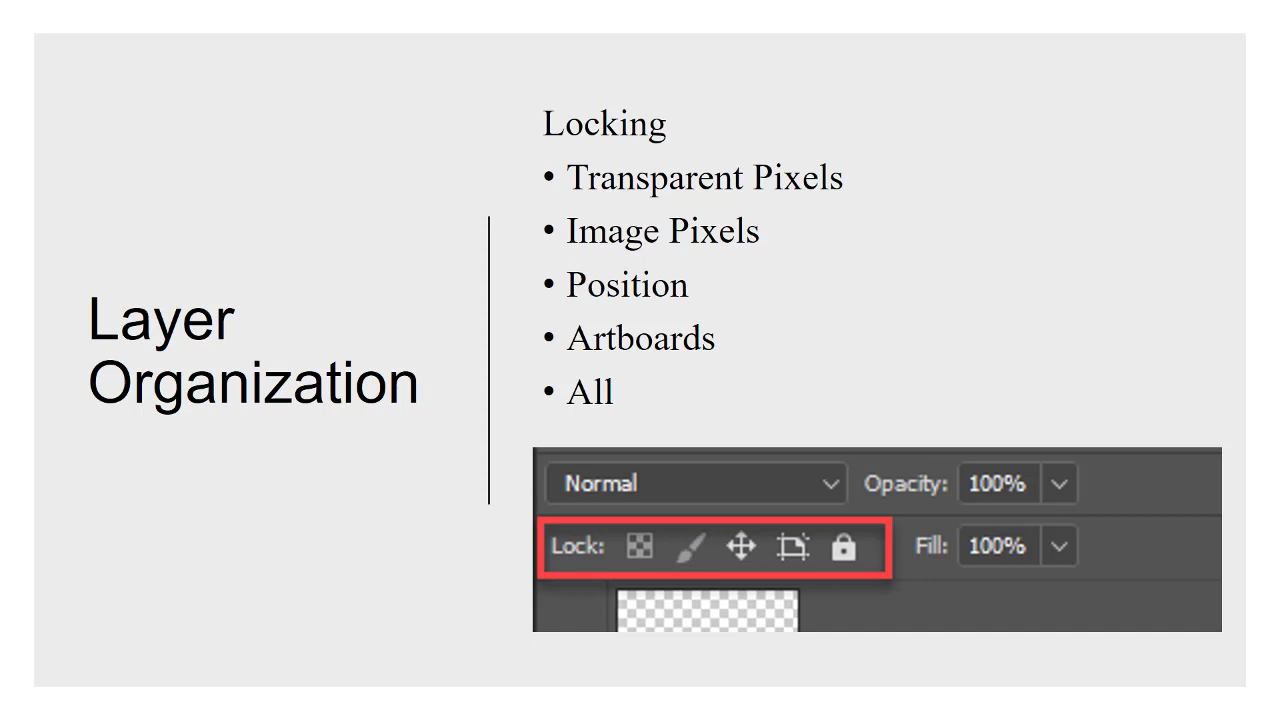 Layer
Organization
Locking
• Transparent Pixels
• Image Pixels
• Position
• Artboards
• All
Normal Opacity: 100%
Lock: Fill: 100%